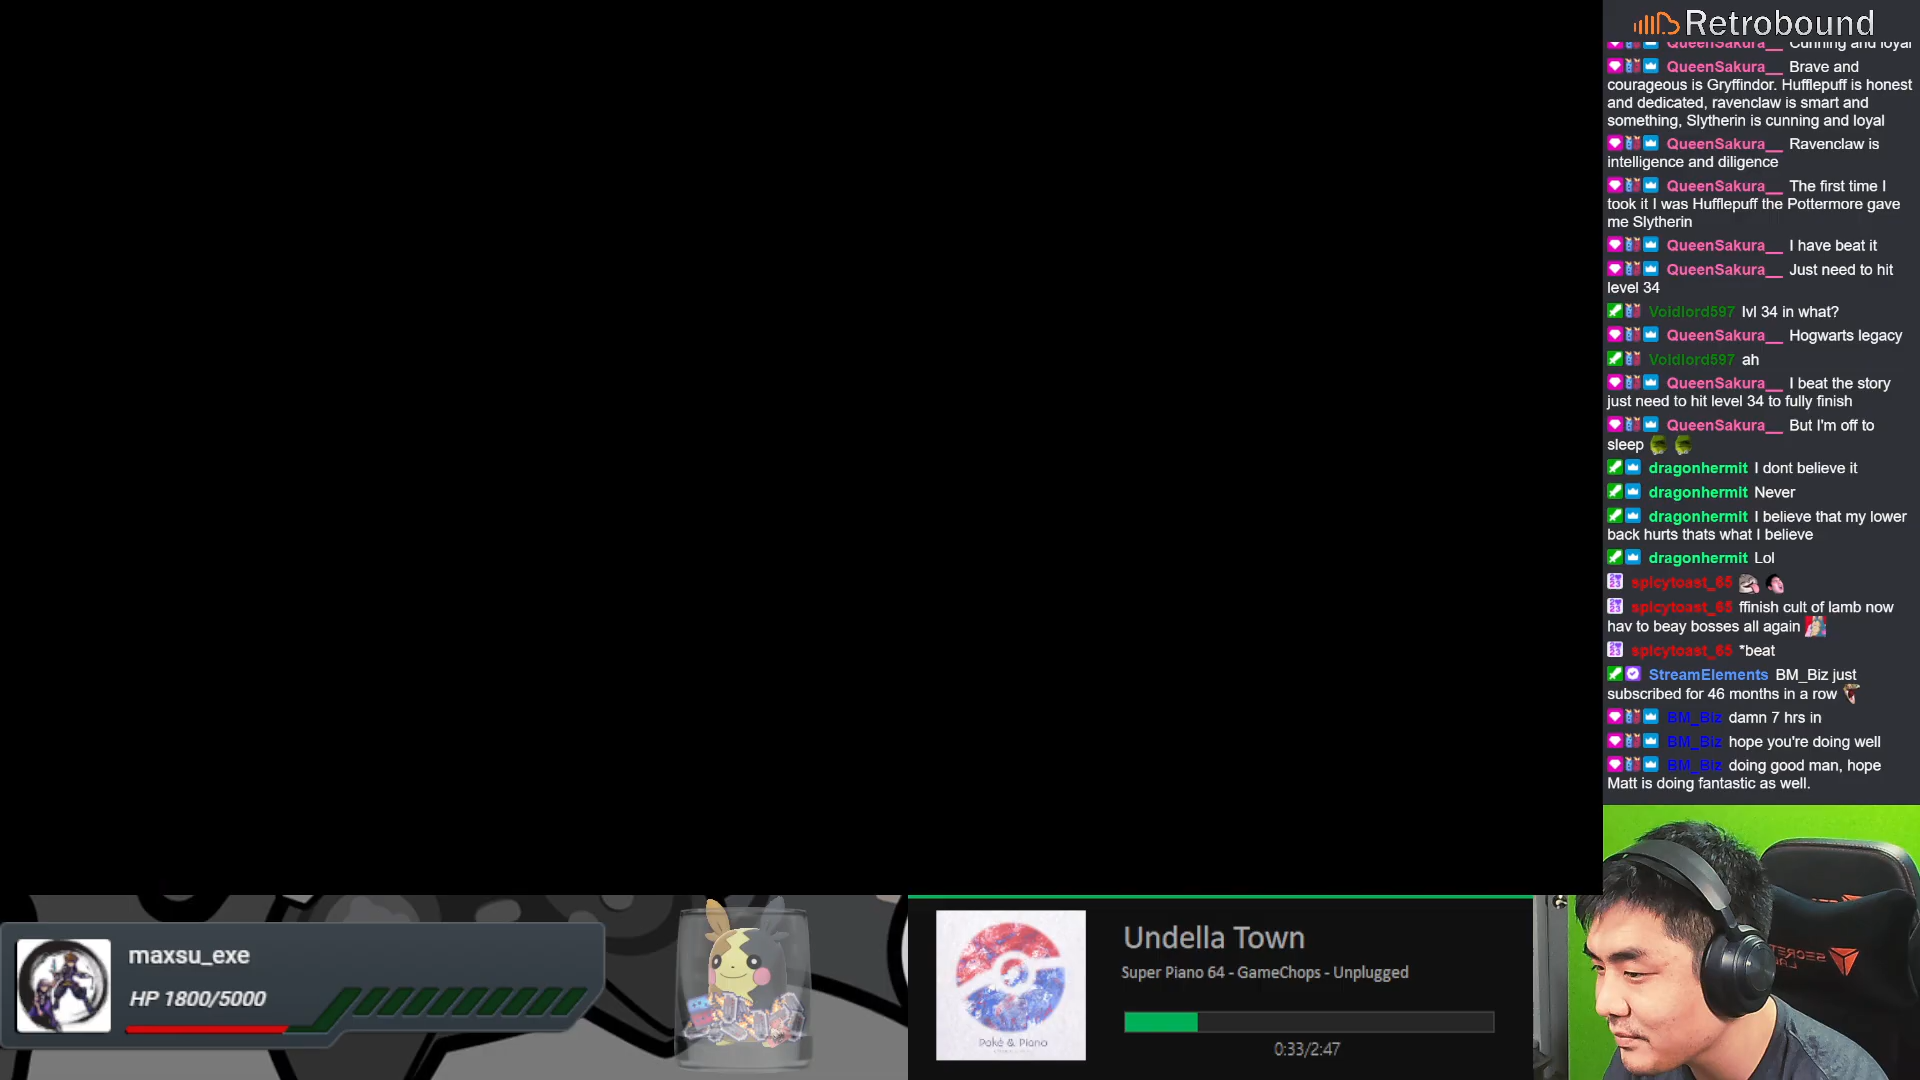 Retrobound
QueenSakura__ Cunning and loyal
QueenSakura__ Brave and
courageous is Gryffindor. Hufflepuff is honest
and dedicated, ravenclaw is smart and
something, Slytherin is cunning and loyal
QueenSakura__ Ravenclaw is
intelligence and diligence
QueenSakura__ The first time I
took it I was Hufflepuff the Pottermore gave
me Slytherin
QueenSakura__ I have beat it
QueenSakura__ Just need to hit
level 34
Voidlord597 lvl 34 in what?
QueenSakura__ Hogwarts legacy
Voidlord597 ah
QueenSakura__ I beat the story
just need to hit level 34 to fully finish
QueenSakura__ But I'm off to
sleep
dragonhermit I dont believe it
dragonhermit Never
dragonhermit I believe that my lower
back hurts thats what I believe
dragonhermit Lol
spicytoast_65
spicytoast_65 ffinish cult of lamb now
hav to beay bosses all again
spicytoast_65 *beat
StreamElements BM_Biz just
subscribed for 46 months in a row
BM_Biz damn 7 hrs in
BM_Biz hope you're doing well
BM_Biz doing good man, hope
Matt is doing fantastic as well.
maxsu_exe
HP 1800/5000
Poké & Piano
Undella Town
Super Piano 64 - GameChops - Unplugged
0:33/2:47